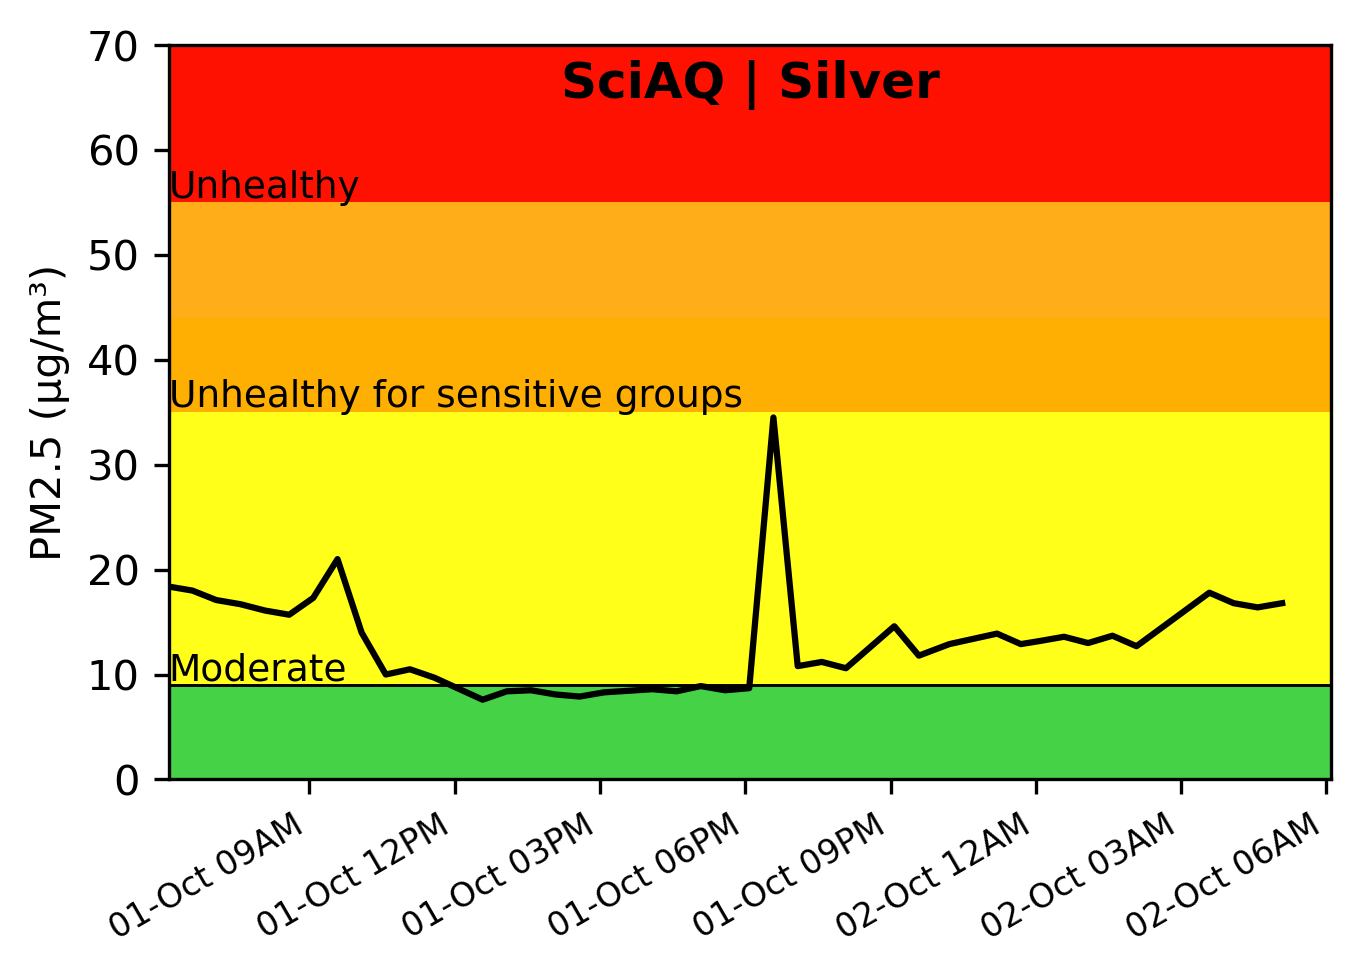 SciAQ | Silver
70
60
50
40
30
20
10
0
PM2.5 (µg/m³)
Unhealthy
Unhealthy for sensitive groups
Moderate
01-Oct 09AM
01-Oct 12PM
01-Oct 03PM
01-Oct 06PM
01-Oct 09PM
02-Oct 12AM
02-Oct 03AM
02-Oct 06AM